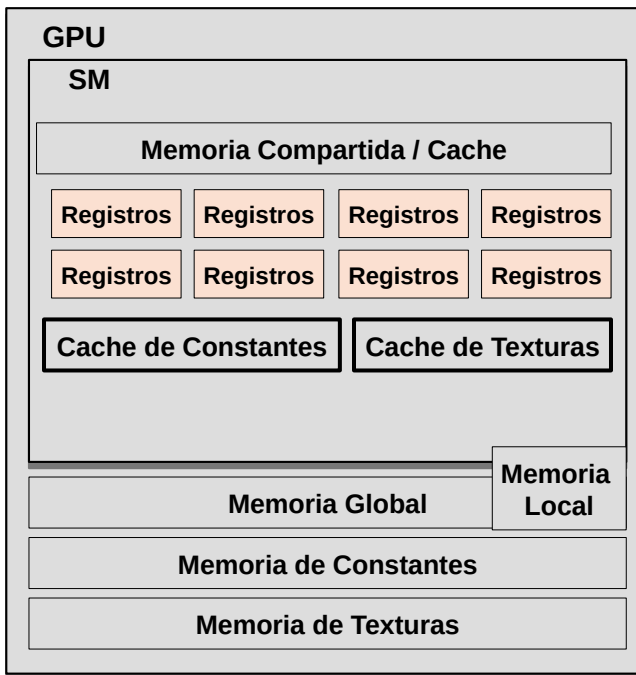 GPU
SM
Memoria Compartida / Cache
Registros Registros Registros Registros
Registros Registros Registros Registros
Cache de Constantes Cache de Texturas
Memoria Global
Memoria
Local
Memoria de Constantes
Memoria de Texturas